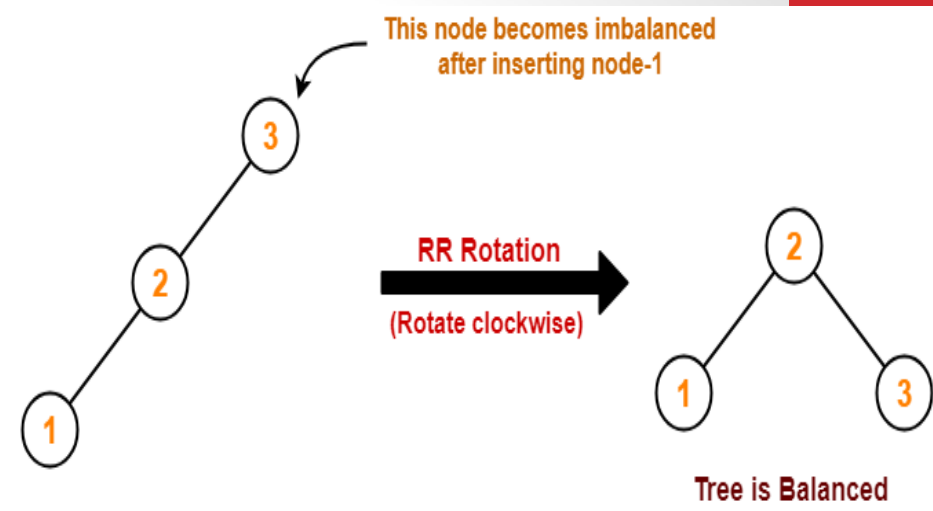 This node becomes imbalanced
after inserting node-1
3
2
1
RR Rotation
(Rotate clockwise)
2
1
3
Tree is Balanced